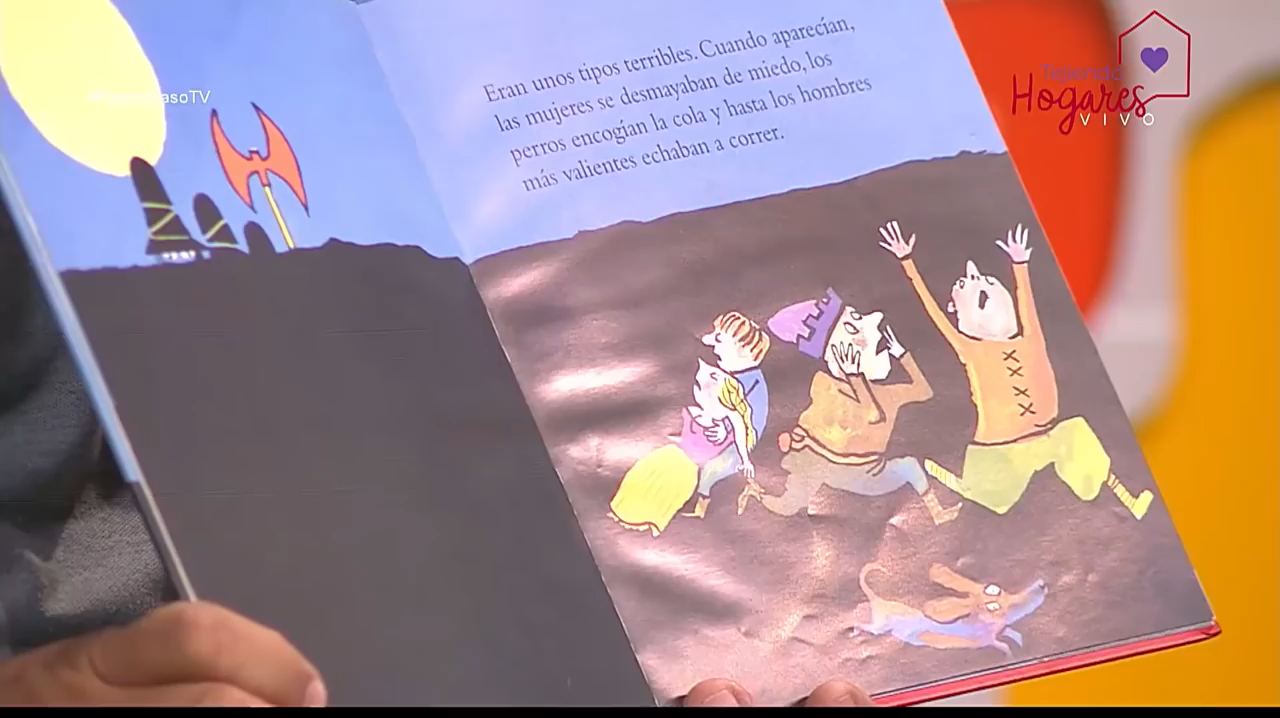 Eran unos tipos terribles. Cuando aparecían,
las mujeres se desmayaban de miedo, los
perros encogían la cola y hasta los hombres
más valientes echaban a correr.
Tejiendo
Hogares
VIVO